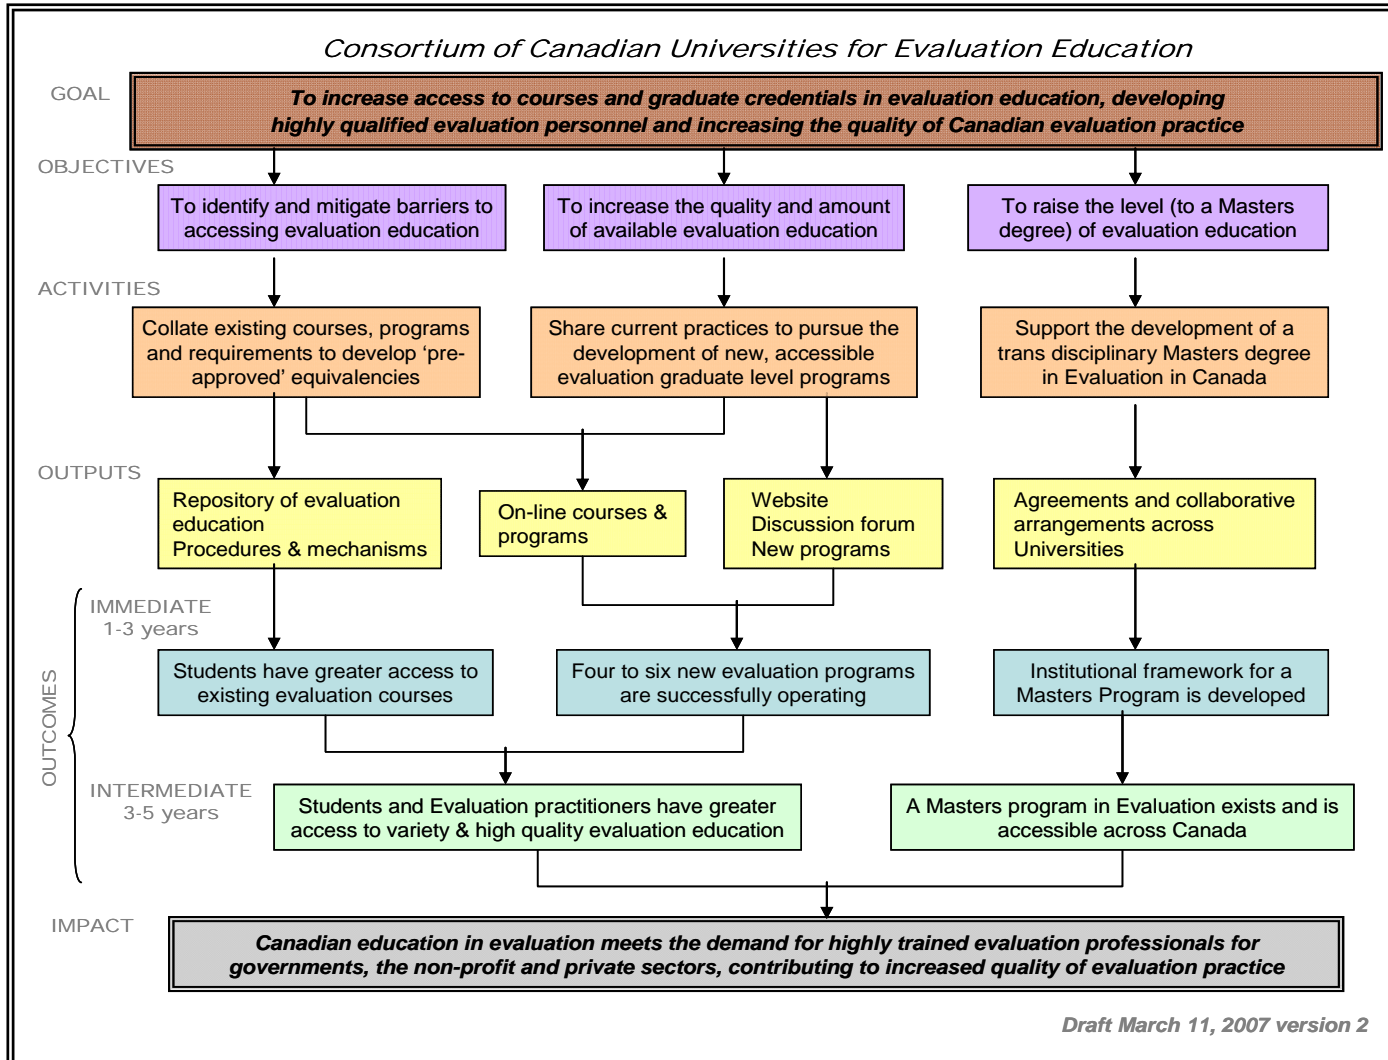 Consortium of Canadian Universities for Evaluation Education
GOAL
To increase access to courses and graduate credentials in evaluation education, developing
highly qualified evaluation personnel and increasing the quality of Canadian evaluation practice
OBJECTIVES
To identify and mitigate barriers to
accessing evaluation education
To increase the quality and amount
of available evaluation education
To raise the level (to a Masters
degree) of evaluation education
ACTIVITIES
Collate existing courses, programs
and requirements to develop ‘pre-
approved’ equivalencies
Share current practices to pursue the
development of new, accessible
evaluation graduate level programs
Support the development of a
trans disciplinary Masters degree
in Evaluation in Canada
OUTPUTS
Repository of evaluation
education
Procedures & mechanisms
On-line courses &
programs
Website
Discussion forum
New programs
Agreements and collaborative
arrangements across
Universities
OUTCOMES
IMMEDIATE
1-3 years
Students have greater access to
existing evaluation courses
Four to six new evaluation programs
are successfully operating
Institutional framework for a
Masters Program is developed
INTERMEDIATE
3-5 years
Students and Evaluation practitioners have greater
access to variety & high quality evaluation education
A Masters program in Evaluation exists and is
accessible across Canada
IMPACT
Canadian education in evaluation meets the demand for highly trained evaluation professionals for
governments, the non-profit and private sectors, contributing to increased quality of evaluation practice
Draft March 11, 2007 version 2